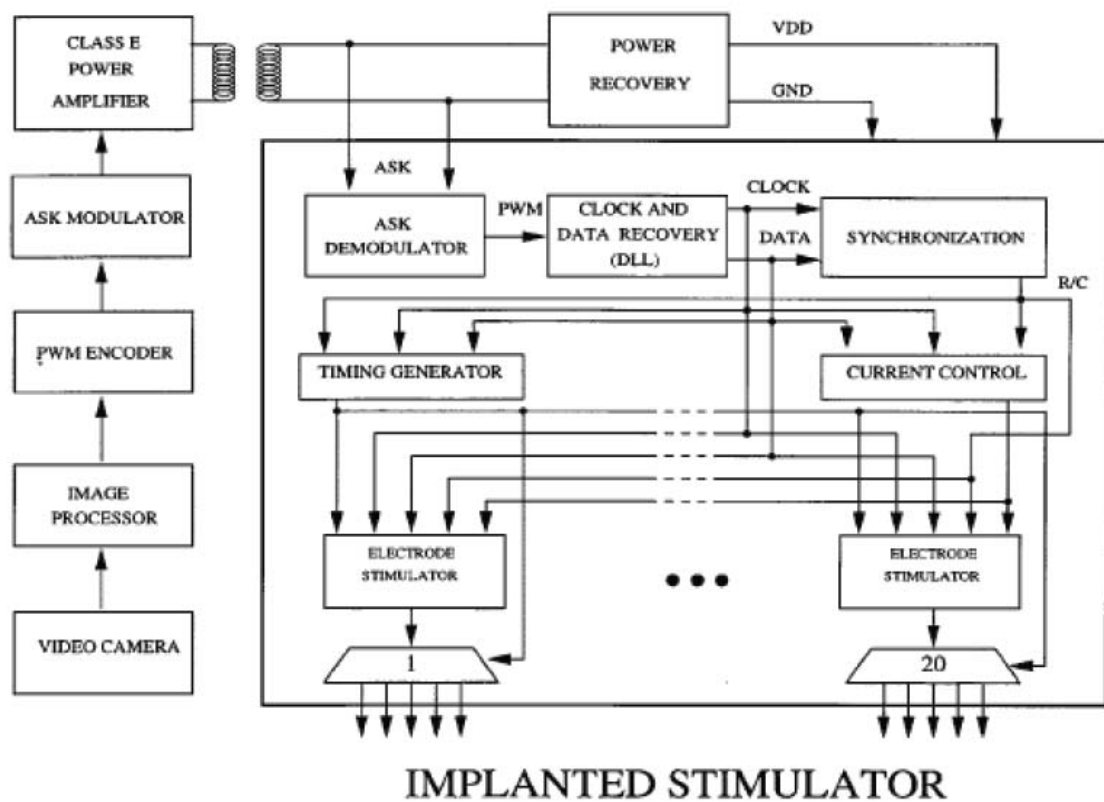 CLASS E
POWER
AMPLIFIER
POWER
RECOVERY
VDD
GND
ASK
ASK MODULATOR
ASK
DEMODULATOR
PWM
CLOCK AND
DATA RECOVERY
(DLL)
CLOCK
DATA
SYNCHRONIZATION
R/C
PWM ENCODER
TIMING GENERATOR
CURRENT CONTROL
IMAGE
PROCESSOR
ELECTRODE
STIMULATOR
ELECTRODE
STIMULATOR
VIDEO CAMERA
1
20
IMPLANTED STIMULATOR